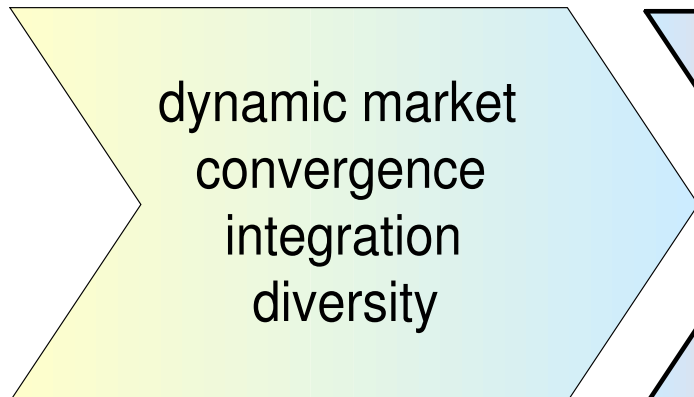 dynamic market
convergence
integration
diversity